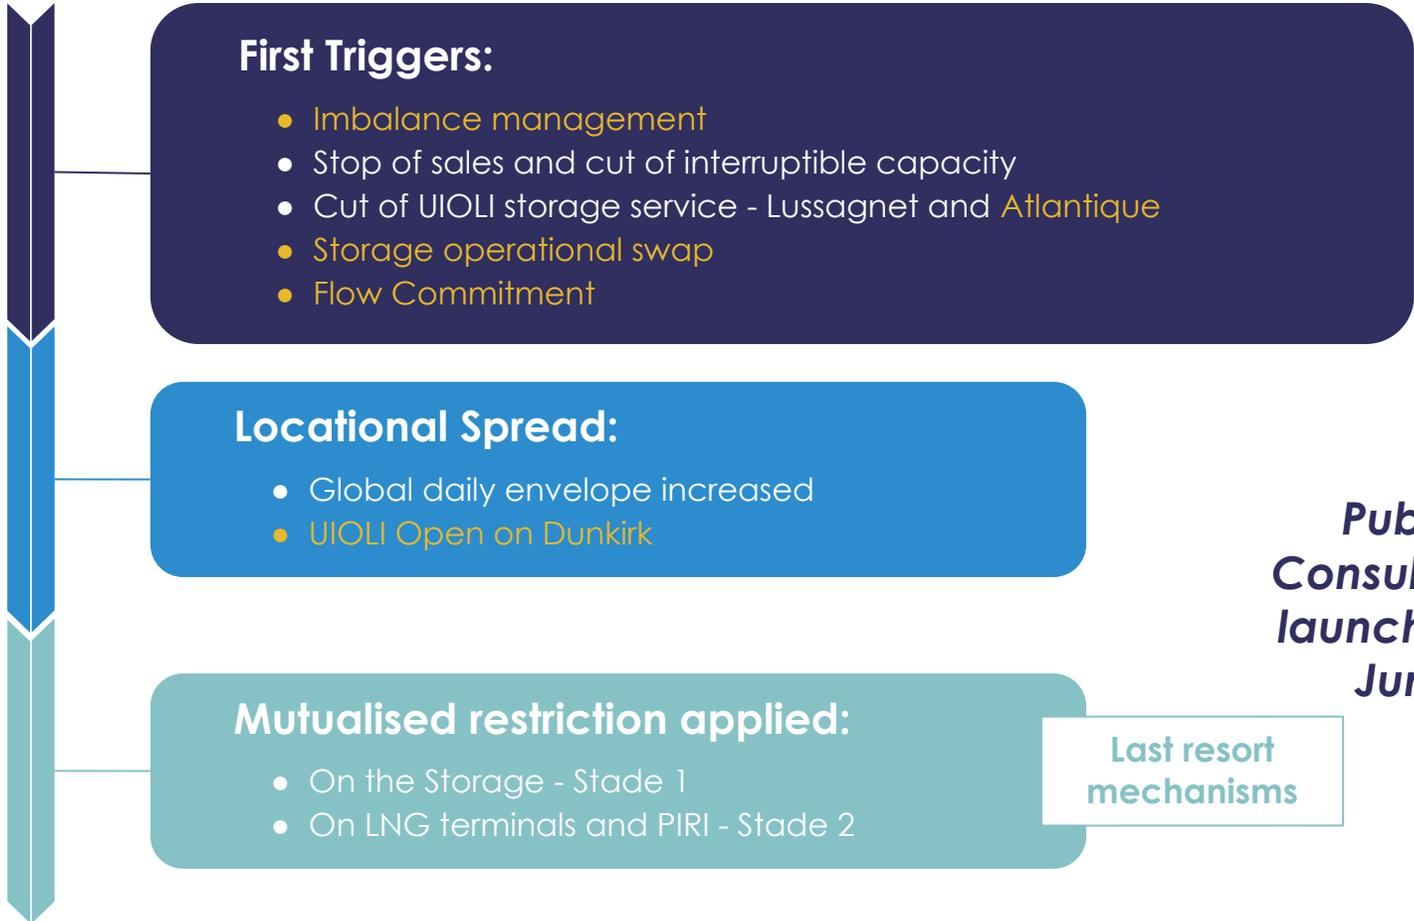 First Triggers:
● Imbalance management
● Stop of sales and cut of interruptible capacity
● Cut of UIOLI storage service - Lussagnet and Atlantique
● Storage operational swap
● Flow Commitment
Locational Spread:
● Global daily envelope increased
● UIOLI Open on Dunkirk
Mutualised restriction applied:
● On the Storage - Stade 1
● On LNG terminals and PIRI - Stade 2
Last resort
mechanisms